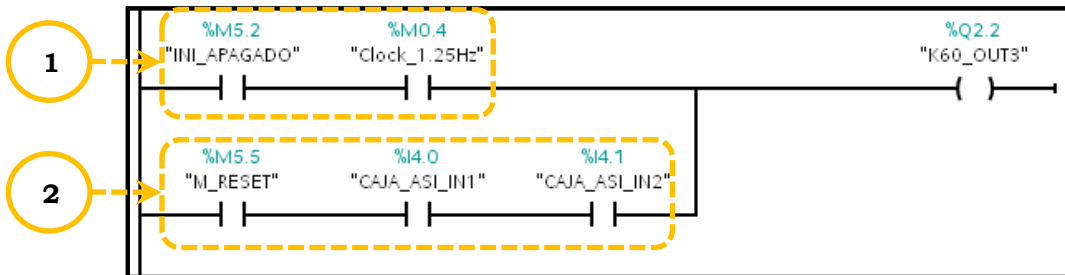 1
%M5.2 %M0.4 %Q2.2
"INI_APAGADO" "Clock_1.25Hz" "K60_OUT3"
2
%M5.5 %I4.0 %I4.1
"M_RESET" "CAJA_ASI_IN1" "CAJA_ASI_IN2"